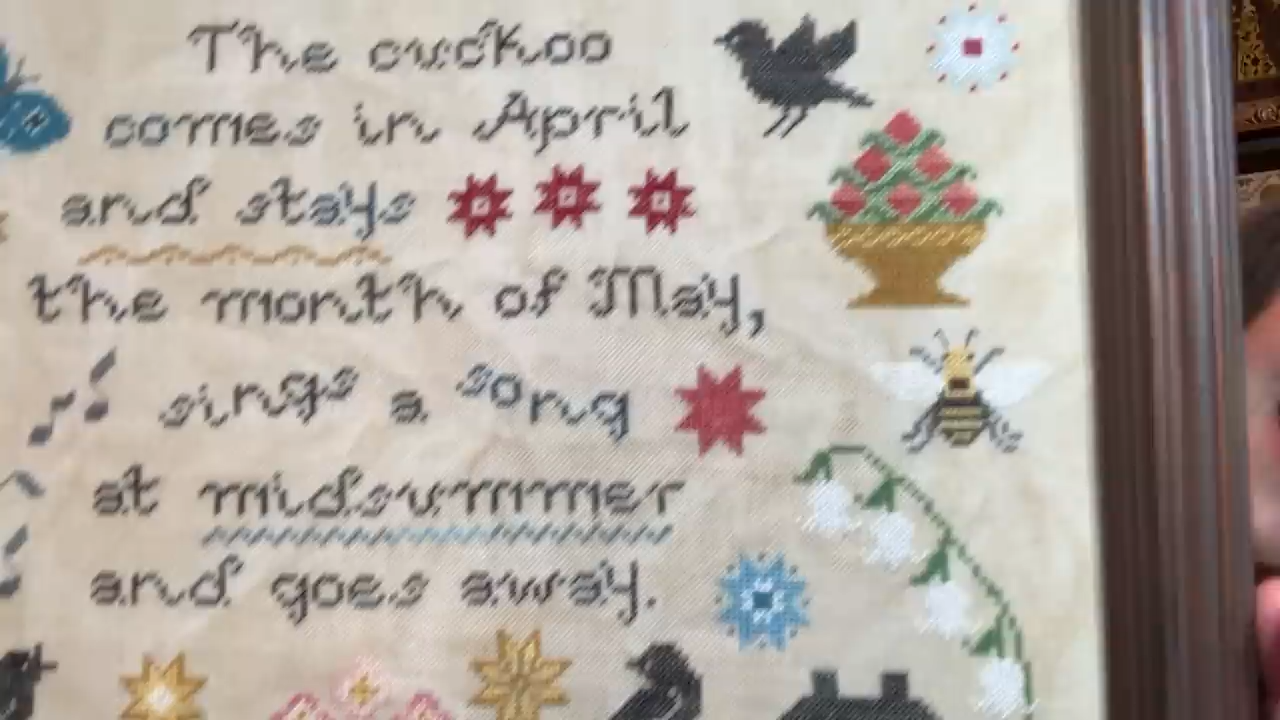 The cuckoo
comes in April
and stays
the month of May,
sings a song
at midsummer
and goes away.